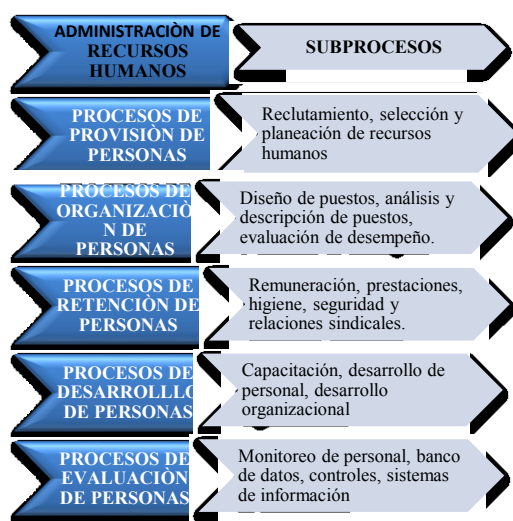 ADMINISTRACIÒN DE
RECURSOS
HUMANOS
SUBPROCESOS
PROCESOS DE
PROVISIÒN DE
PERSONAS
Reclutamiento, selección y
planeación de recursos
humanos
PROCESOS DE
ORGANIZACIÒ
N DE
PERSONAS
Diseño de puestos, análisis y
descripción de puestos,
evaluación de desempeño.
PROCESOS DE
RETENCIÒN DE
PERSONAS
Remuneración, prestaciones,
higiene, seguridad y
relaciones sindicales.
PROCESOS DE
DESARROLLLO
DE PERSONAS
Capacitación, desarrollo de
personal, desarrollo
organizacional
PROCESOS DE
EVALUACIÒN
DE PERSONAS
Monitoreo de personal, banco
de datos, controles, sistemas
de información